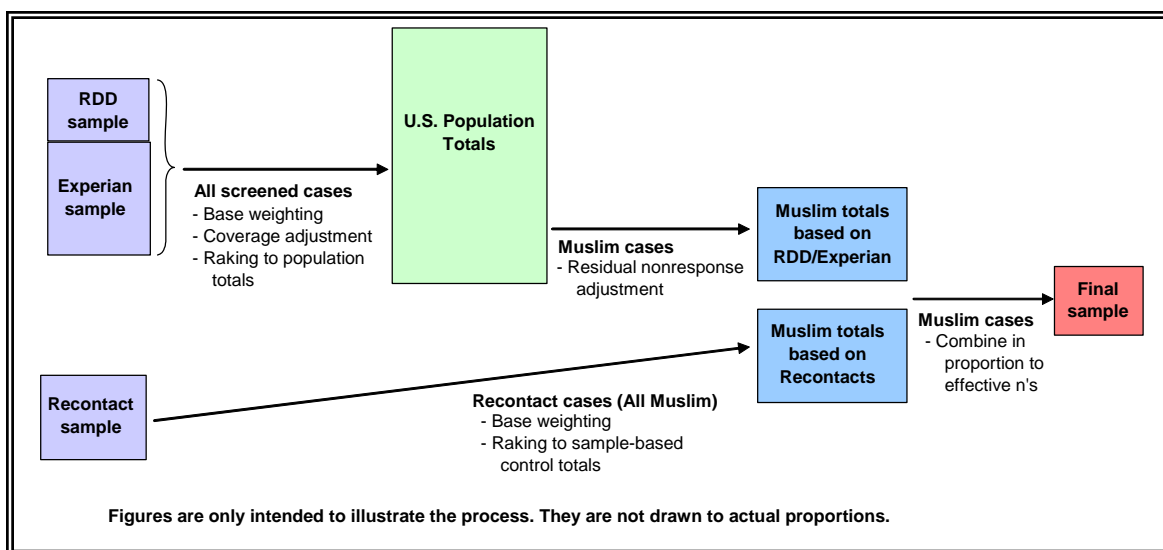 RDD
sample
Experian
sample
All screened cases
- Base weighting
- Coverage adjustment
- Raking to population
totals
U.S. Population
Totals
Muslim cases
- Residual nonresponse
adjustment
Muslim totals
based on
RDD/Experian
Recontact
sample
Recontact cases (All Muslim)
- Base weighting
- Raking to sample-based
control totals
Muslim totals
based on
Recontacts
Muslim cases
- Combine in
proportion to
effective n's
Final
sample
Figures are only intended to illustrate the process. They are not drawn to actual proportions.